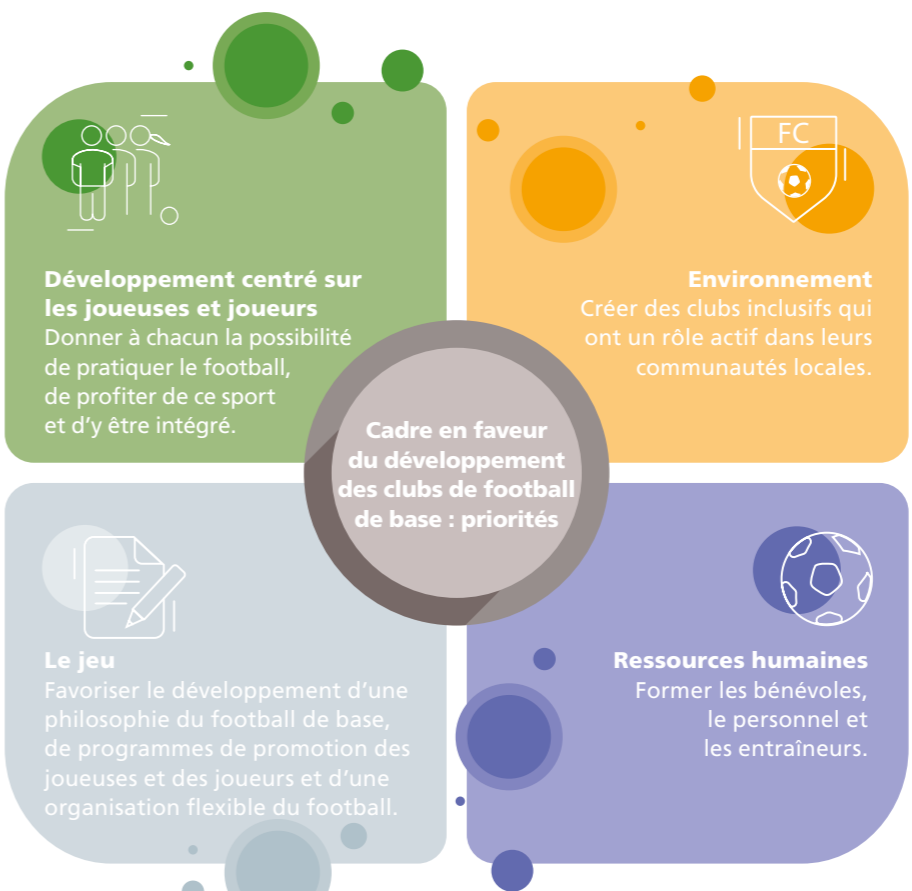 Développement centré sur
les joueuses et joueurs
Donner à chacun la possibilité
de pratiquer le football,
de profiter de ce sport
et d'y être intégré.
FC
Environnement
Créer des clubs inclusifs qui
ont un rôle actif dans leurs
communautés locales.
Cadre en faveur
du développement
des clubs de football
de base : priorités
Le jeu
Favoriser le développement d’une
philosophie du football de base,
de programmes de promotion des
joueuses et des joueurs et d’une
organisation flexible du football.
Ressources humaines
Former les bénévoles,
le personnel et
les entraîneurs.